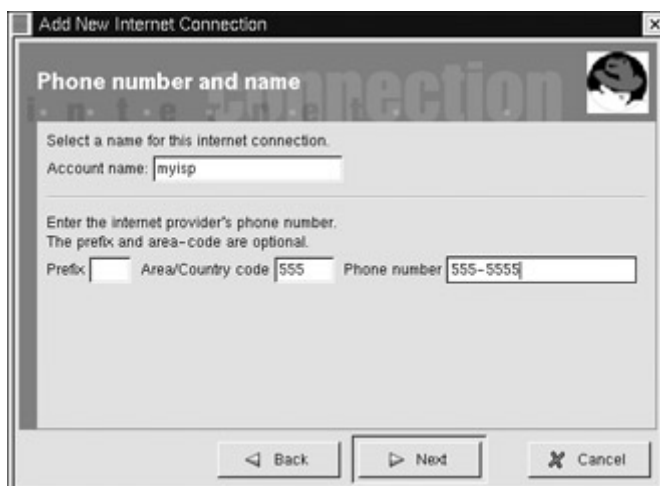 Add New Internet Connection
connection
Phone number and name
internet
Select a name for this internet connection.
Account name: myisp
Enter the internet provider's phone number.
The prefix and area-code are optional.
Prefix Area/Country code 555 Phone number 555-5555
Back Next Cancel